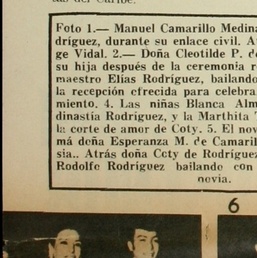 del Caribe.
Foto 1.— Manuel Camarillo Medina
dríguez, durante su enlace civil. A
ge Vidal. 2.— Doña Cleotilde P. d
su hija después de la ceremonia r
maestro Elías Rodríguez, bailando
la recepción ofrecida para celebra
miento. 4. Las niñas Blanca Alm
dinastía Rodríguez, y la Marthita
la corte de amor de Coty. 5. El nov
má doña Esperanza M. de Camaril
sia.. Atrás doña Coty de Rodríguez
Rodolfo Rodríguez bailando con
novia.
6